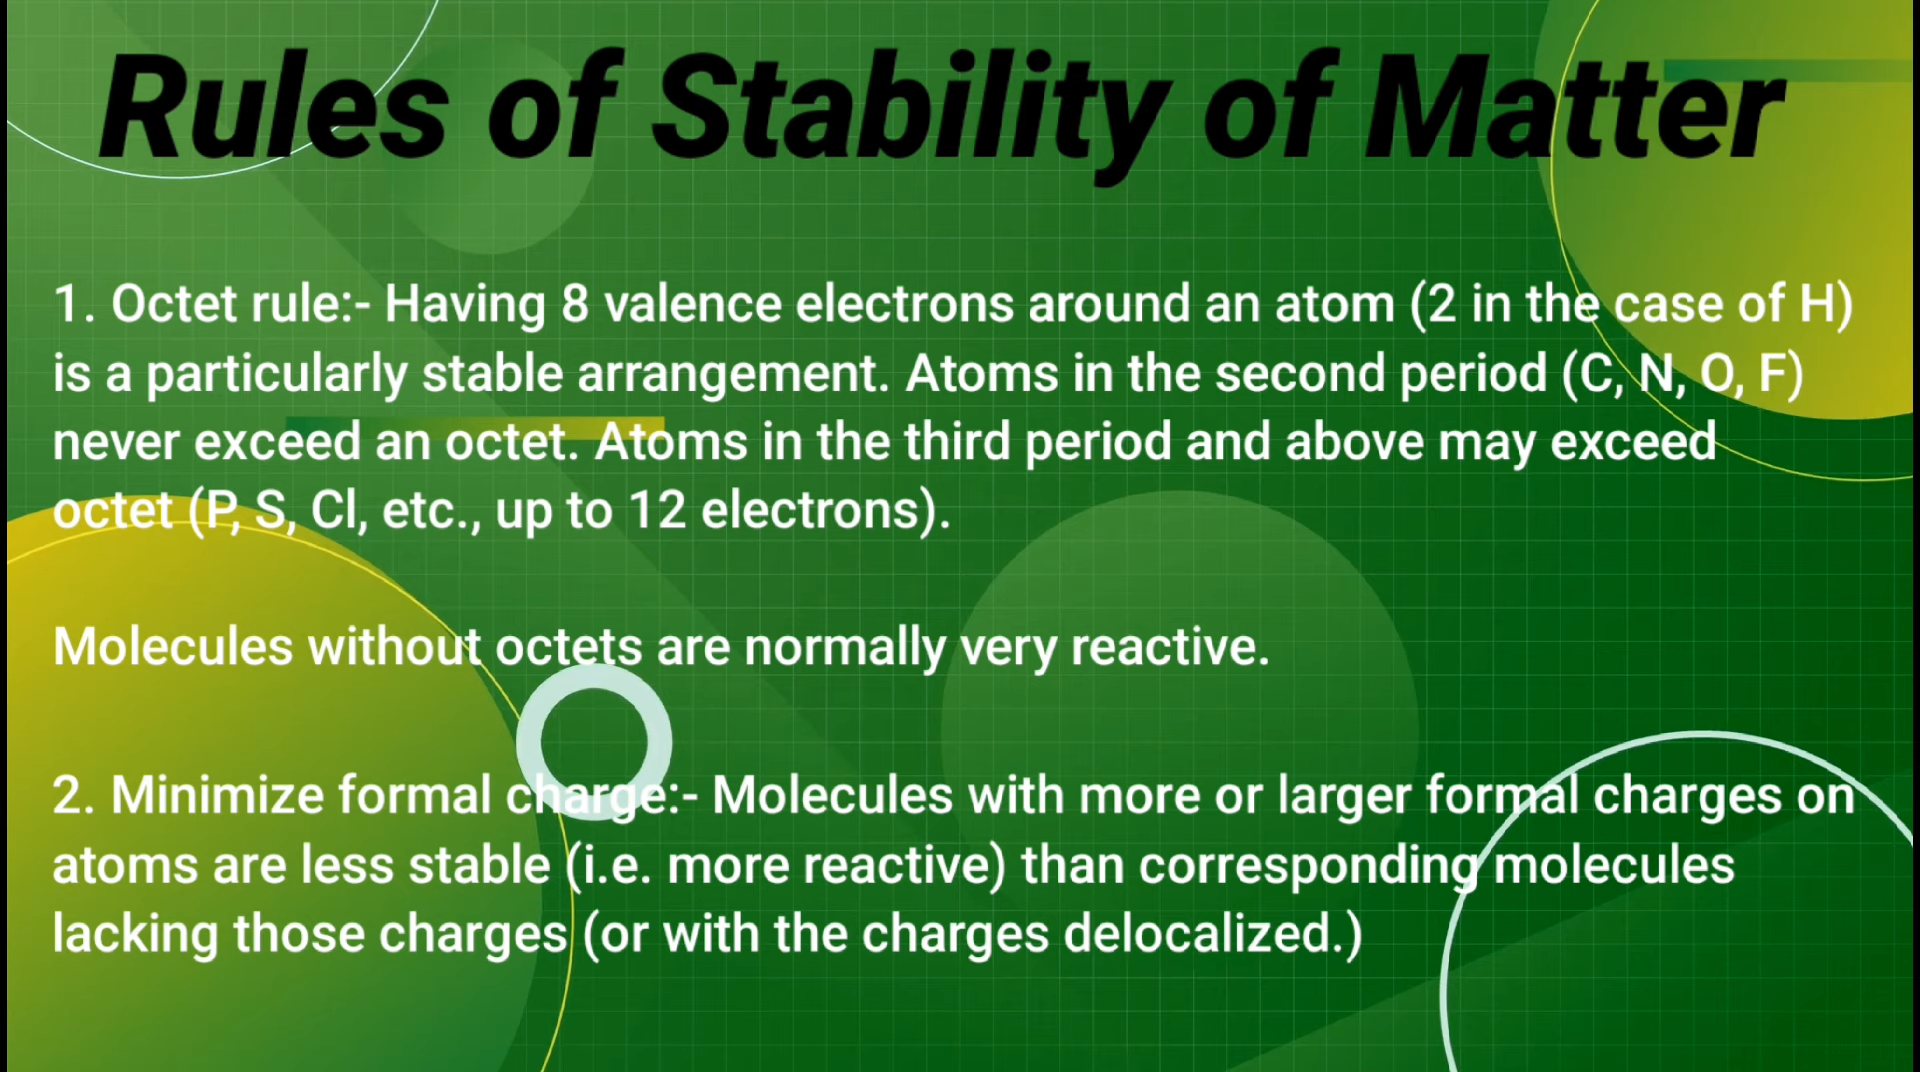 Rules of Stability of Matter
1. Octet rule:- Having 8 valence electrons around an atom (2 in the case of H)
is a particularly stable arrangement. Atoms in the second period (C, N, O, F)
never exceed an octet. Atoms in the third period and above may exceed
octet (P, S, Cl, etc., up to 12 electrons).
Molecules without octets are normally very reactive.
2. Minimize formal charge:- Molecules with more or larger formal charges on
atoms are less stable (i.e. more reactive) than corresponding molecules
lacking those charges (or with the charges delocalized.)